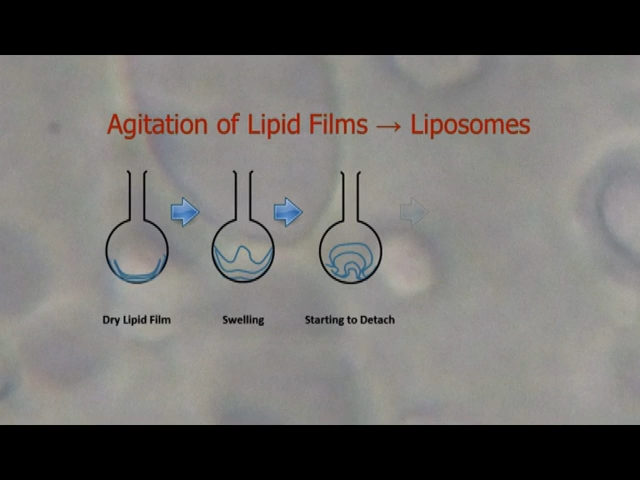 Agitation of Lipid Films → Liposomes
Dry Lipid Film
Swelling
Starting to Detach